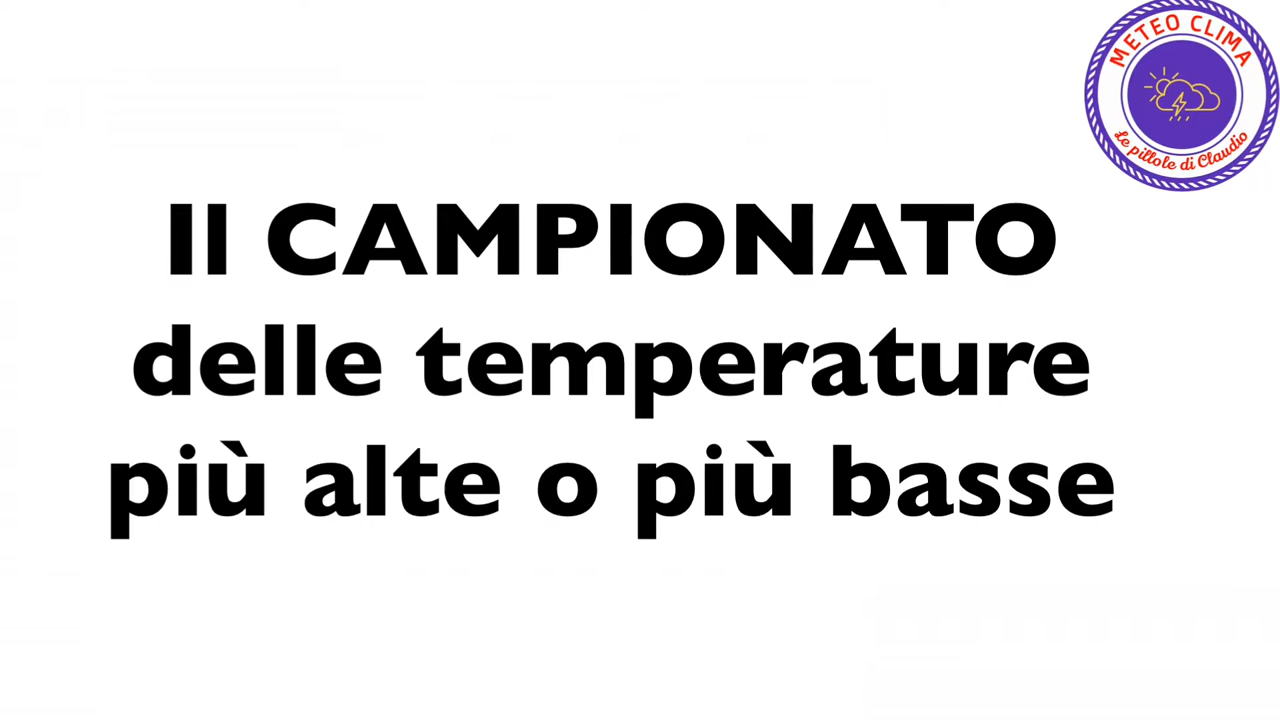 METEO CLIMA
Le pillole di Claudio
Il CAMPIONATO
delle temperature
più alte o più basse